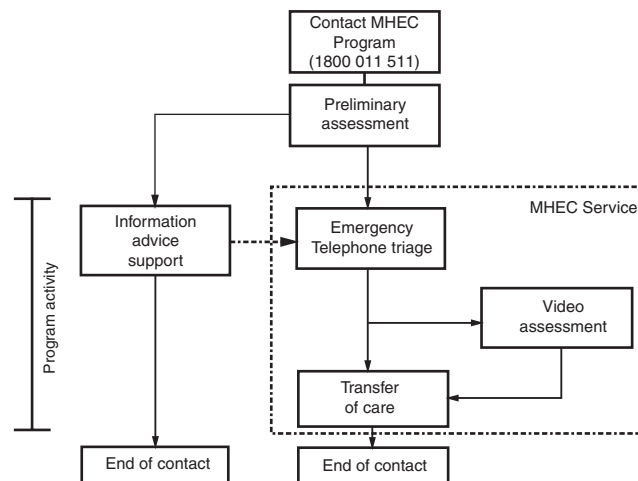 Contact MHEC
Program
(1800 011 511)
Preliminary
assessment
MHEC Service
Information
advice
support
Emergency
Telephone triage
Program activity
Video
assessment
Transfer
of care
End of contact
End of contact